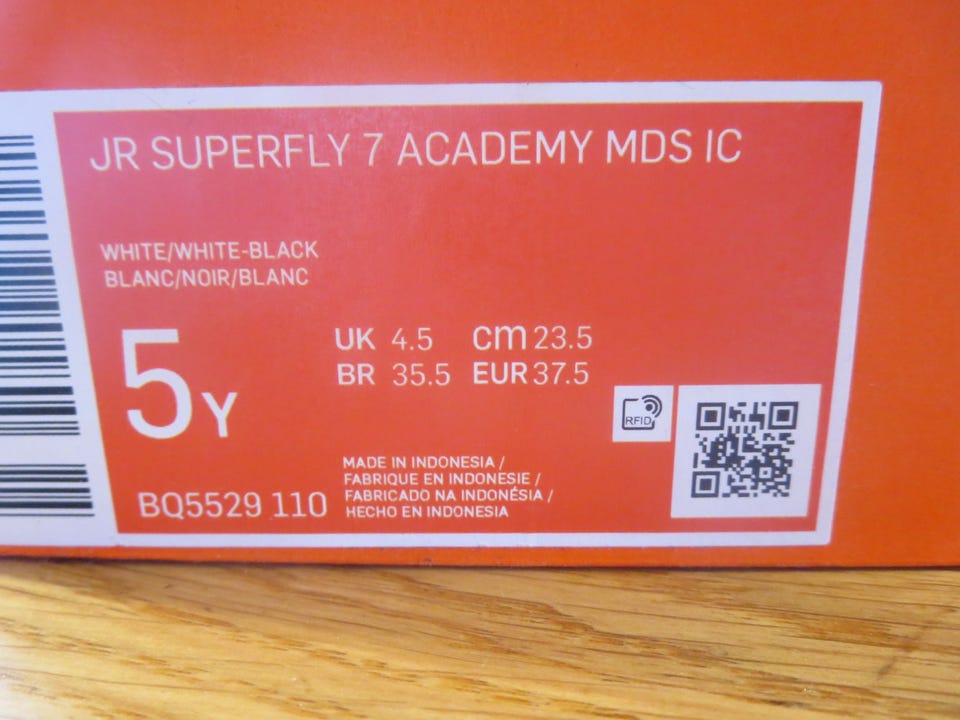 JR SUPERFLY 7 ACADEMY MDS IC
WHITE/WHITE-BLACK
BLANC/NOIR/BLANC
5Y
UK 4.5 cm 23.5
BR 35.5 EUR 37.5
RFID
MADE IN INDONESIA /
FABRIQUE EN INDONESIE /
FABRICADO NA INDONÉSIA /
HECHO EN INDONESIA
BQ5529 110